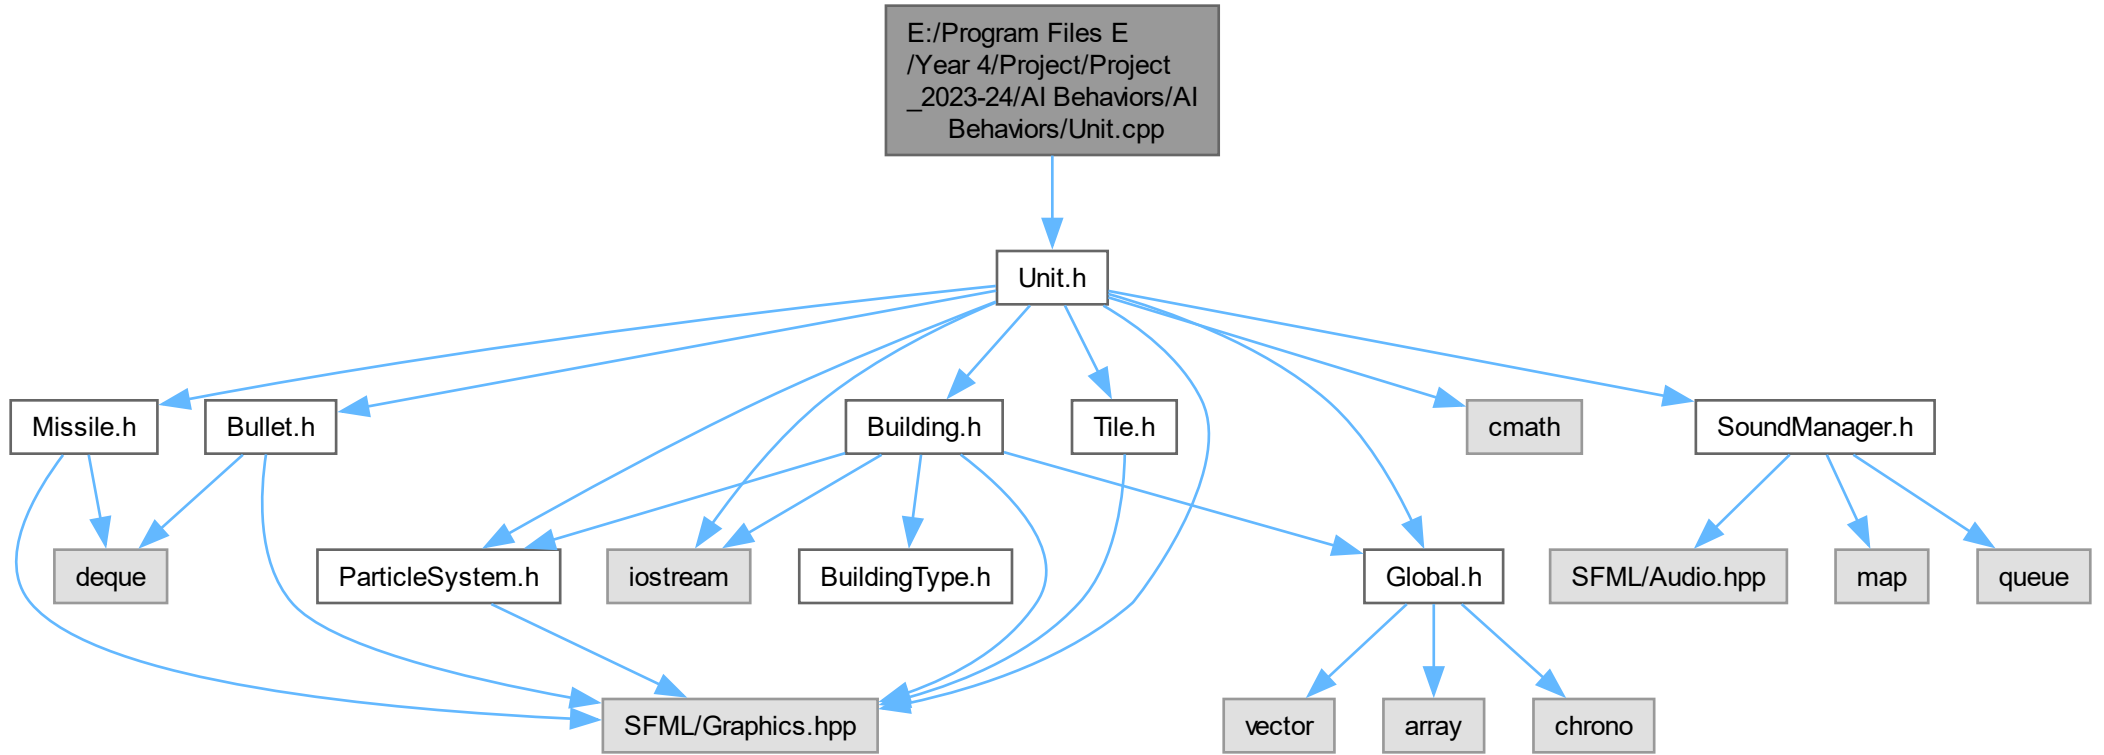 E:/Program Files E
/Year 4/Project/Project
_2023-24/AI Behaviors/AI
Behaviors/Unit.cpp
Unit.h
Missile.h
Bullet.h
Building.h
Tile.h
cmath
SoundManager.h
deque
ParticleSystem.h
iostream
BuildingType.h
Global.h
SFML/Audio.hpp
map
queue
SFML/Graphics.hpp
vector
array
chrono